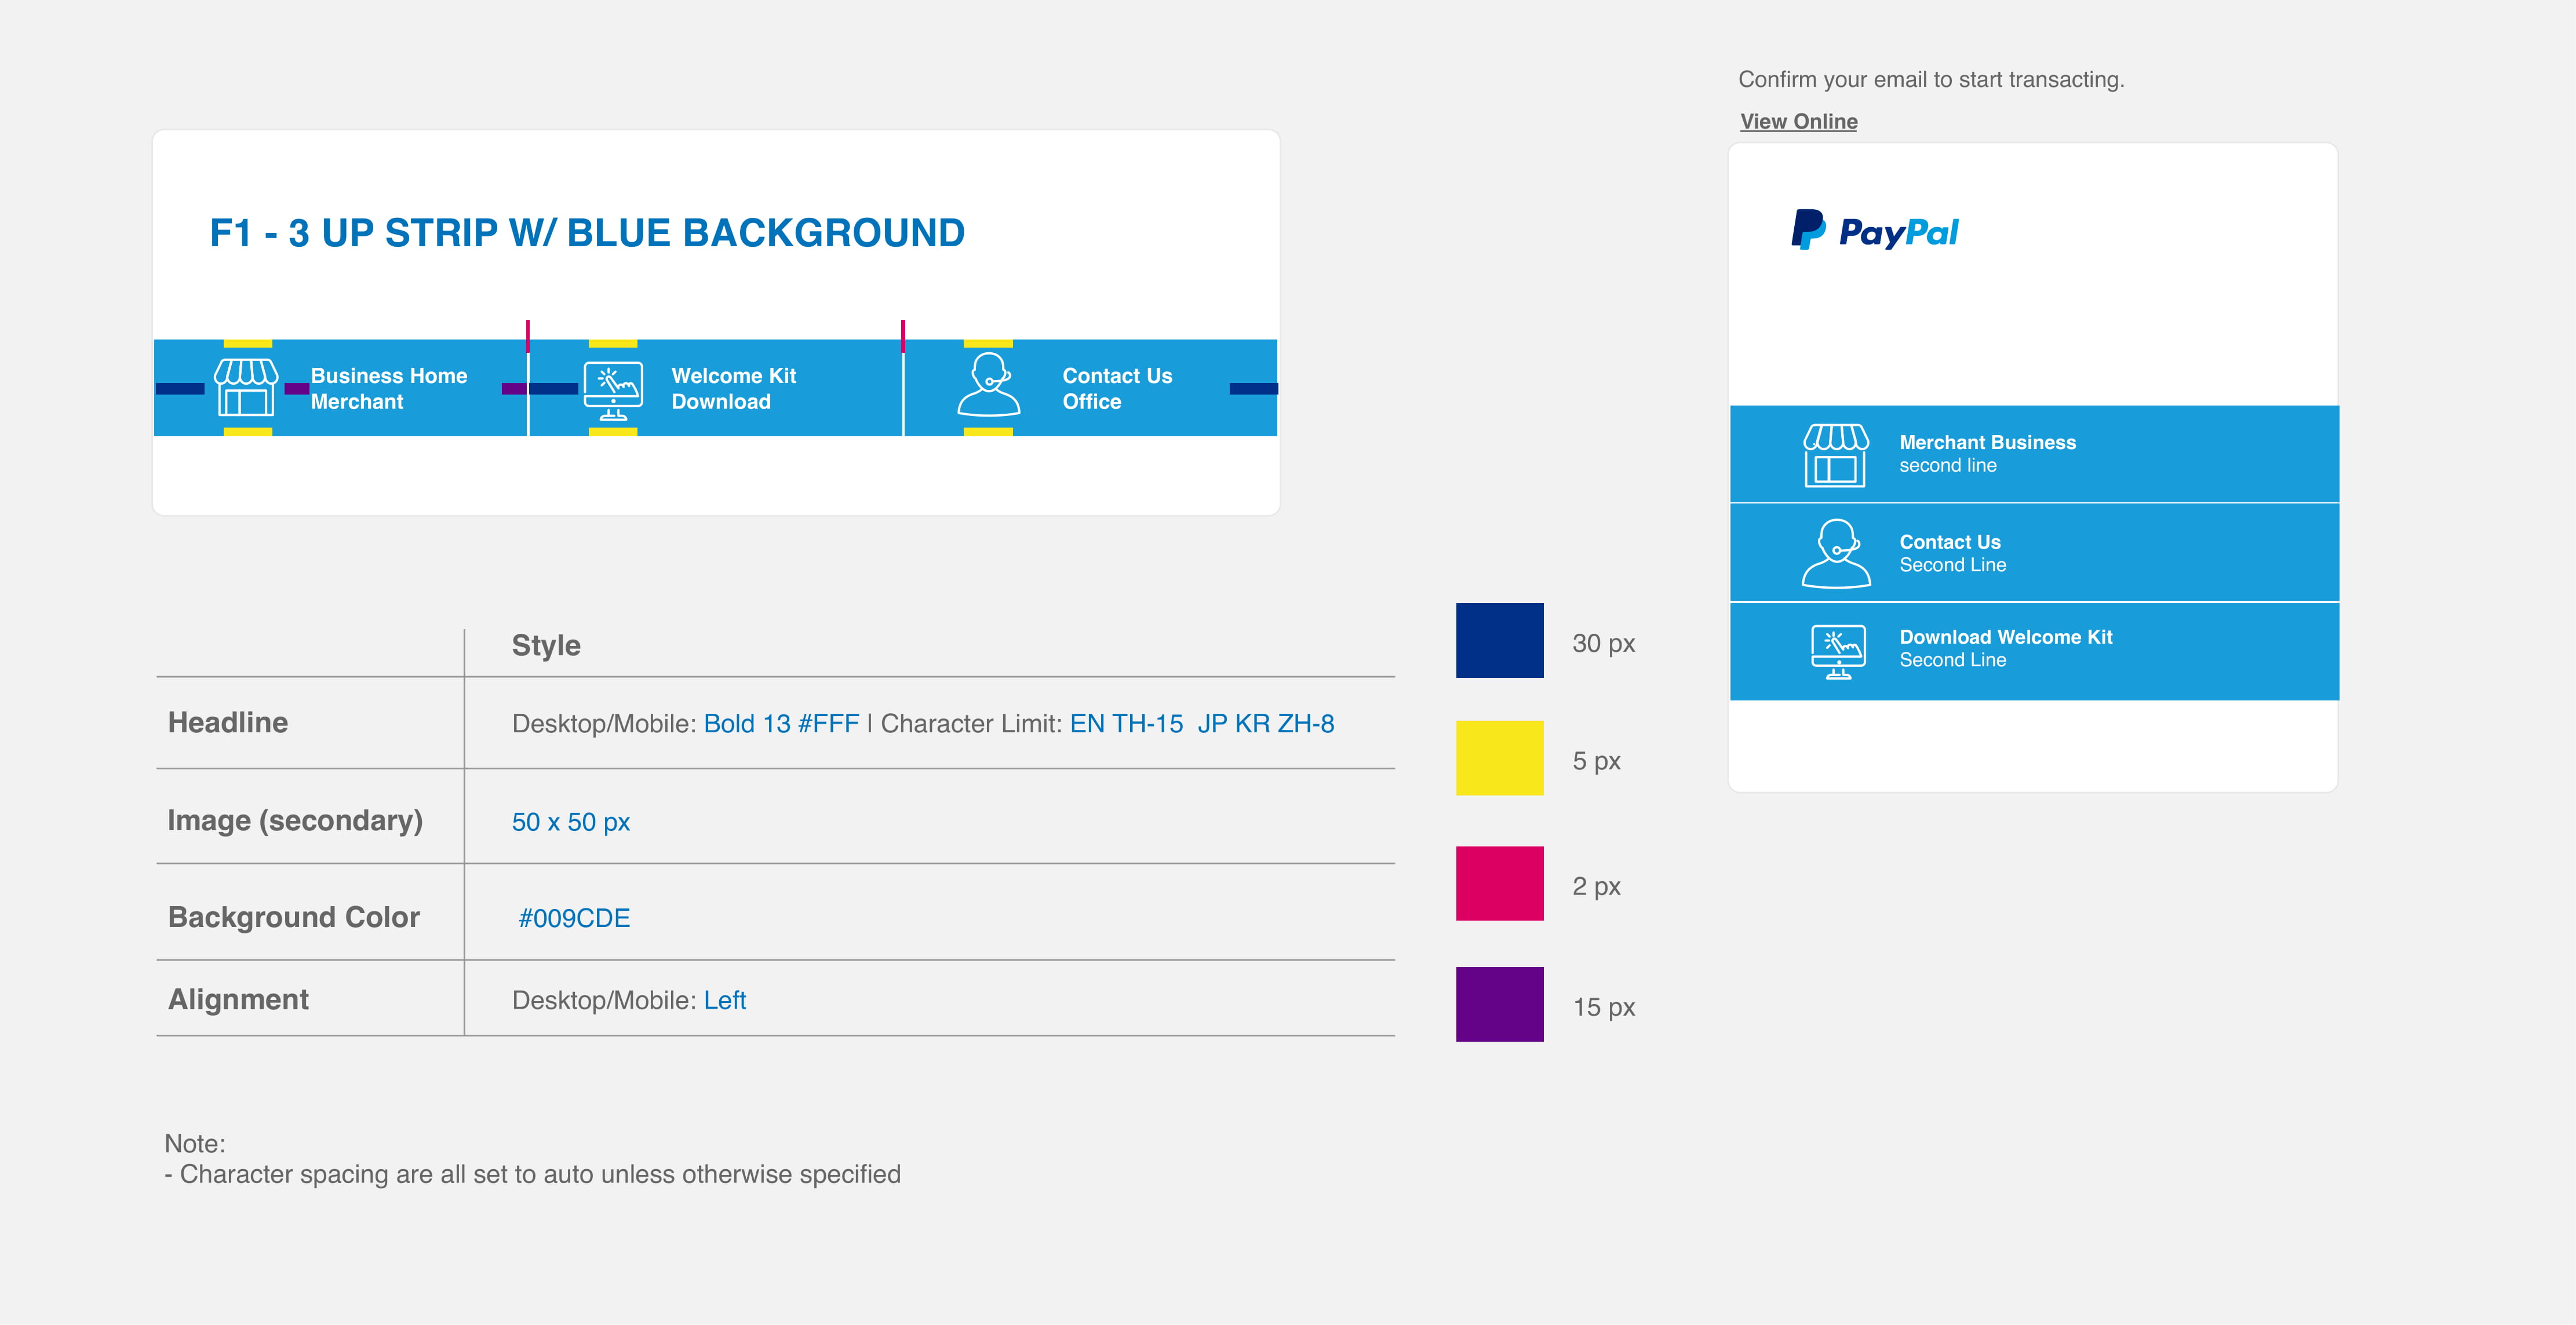 Confirm your email to start transacting.
View Online
F1 - 3 UP STRIP W/ BLUE BACKGROUND
Business Home
Merchant
Welcome Kit
Download
Contact Us
Office
PayPal
Merchant Business
second line
Contact Us
Second Line
Download Welcome Kit
Second Line
Style
Headline
Desktop/Mobile: Bold 13 #FFF | Character Limit: EN TH-15  JP KR ZH-8
Image (secondary)
50 x 50 px
Background Color
#009CDE
Alignment
Desktop/Mobile: Left
30 px
5 px
2 px
15 px
Note:
- Character spacing are all set to auto unless otherwise specified